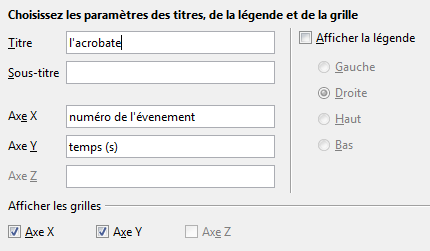 Choisissez les paramètres des titres, de la légende et de la grille
Titre l'acrobate
Afficher la légende
Sous-titre
Gauche
Droite
Axe X numéro de l'évenement
Haut
Axe Y temps (s)
Bas
Axe Z
Afficher les grilles
Axe X Axe Y Axe Z